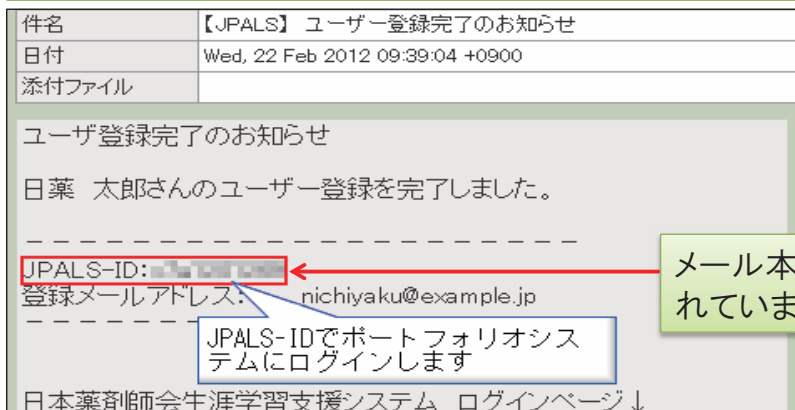 件名 【JPALS】 ユーザー登録完了のお知らせ
日付 Wed, 22 Feb 2012 09:39:04 +0900
添付ファイル
ユーザ登録完了のお知らせ
日薬 太郎さんのユーザー登録を完了しました。
JPALS-ID:
登録メールアドレス: nichiyaku@example.jp
メール本
れていま
JPALS-IDでポートフォリオシス
テムにログインします
日本薬剤師会生涯学習支援システム ログインページ↓